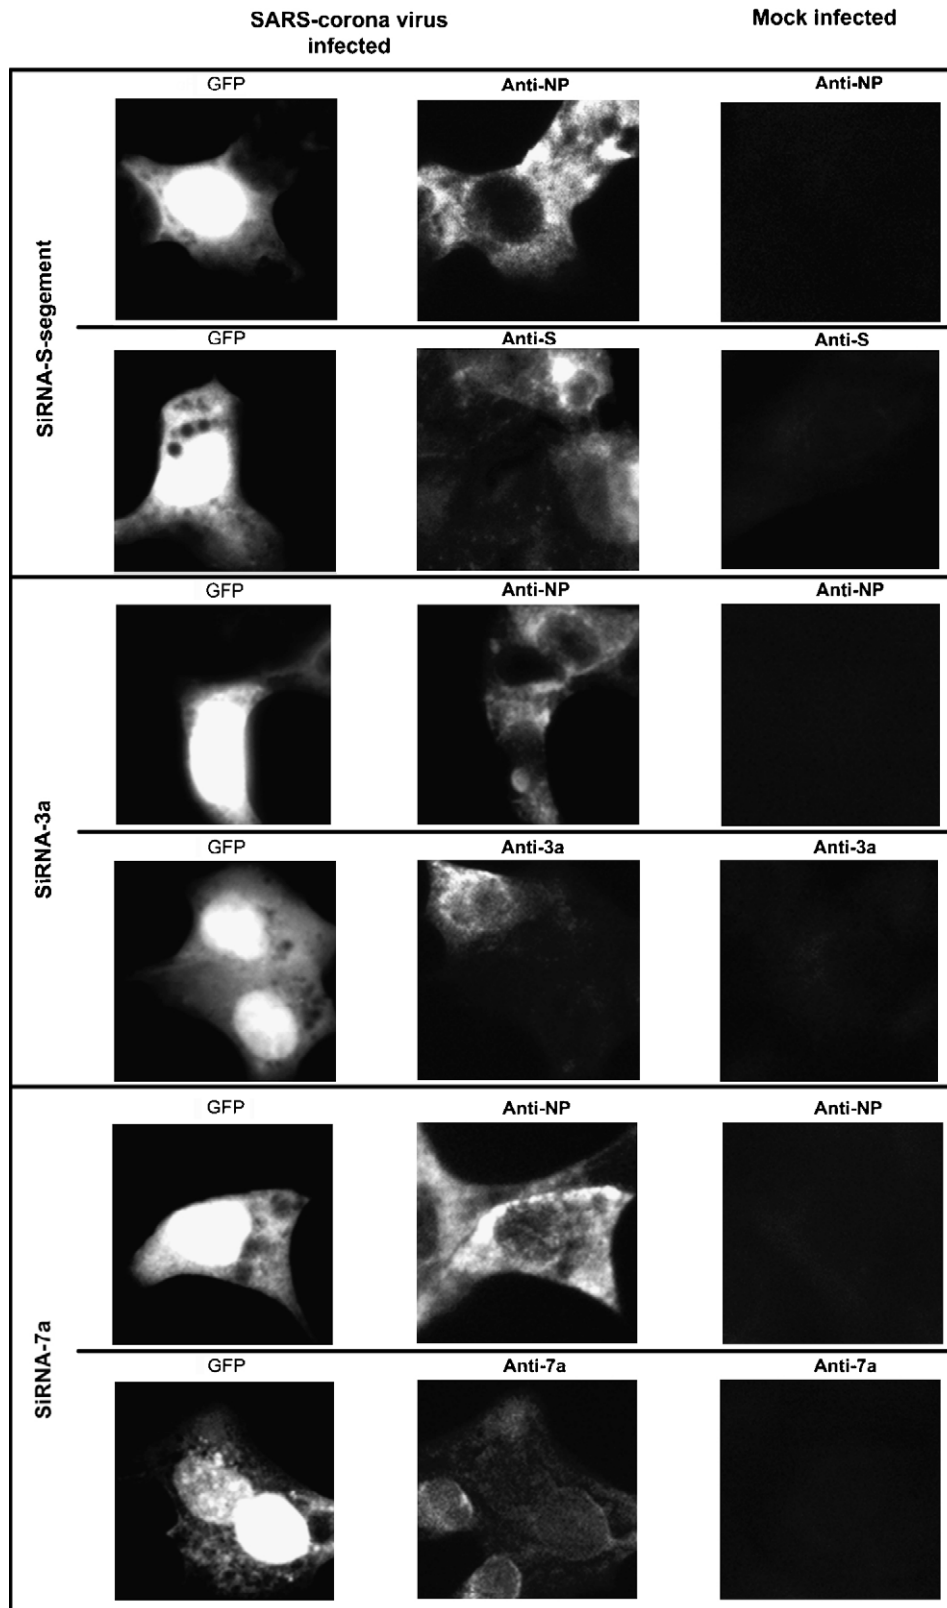 SARS-corona virus
infected
Mock infected
SiRNA-S-segement
GFP
Anti-NP
Anti-NP
GFP
Anti-S
Anti-S
SiRNA-3a
GFP
Anti-NP
Anti-NP
GFP
Anti-3a
Anti-3a
SiRNA-7a
GFP
Anti-NP
Anti-NP
GFP
Anti-7a
Anti-7a